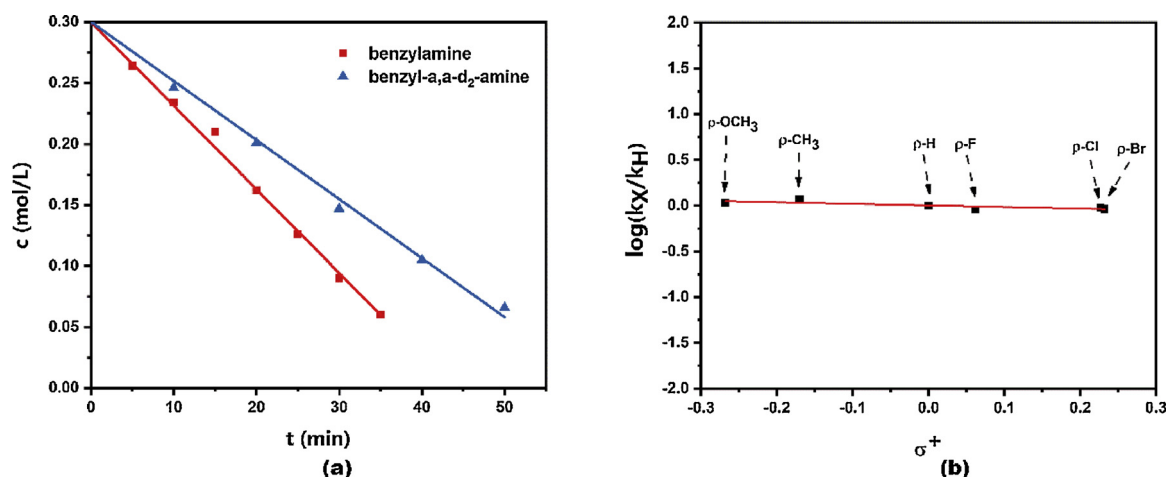 0.30
0.25
0.20
0.15
0.10
0.05
0.00
c (mol/L)
benzylamine
benzyl-a,a-d2-amine
0 10 20 30 40 50
t (min)
(a)
2.0
1.5
1.0
0.5
0.0
-0.5
-1.0
-1.5
-2.0
log(kX/kH)
ρ-OCH3
ρ-CH3
ρ-H
ρ-F
ρ-Cl
ρ-Br
-0.3 -0.2 -0.1 0.0 0.1 0.2 0.3
σ+
(b)